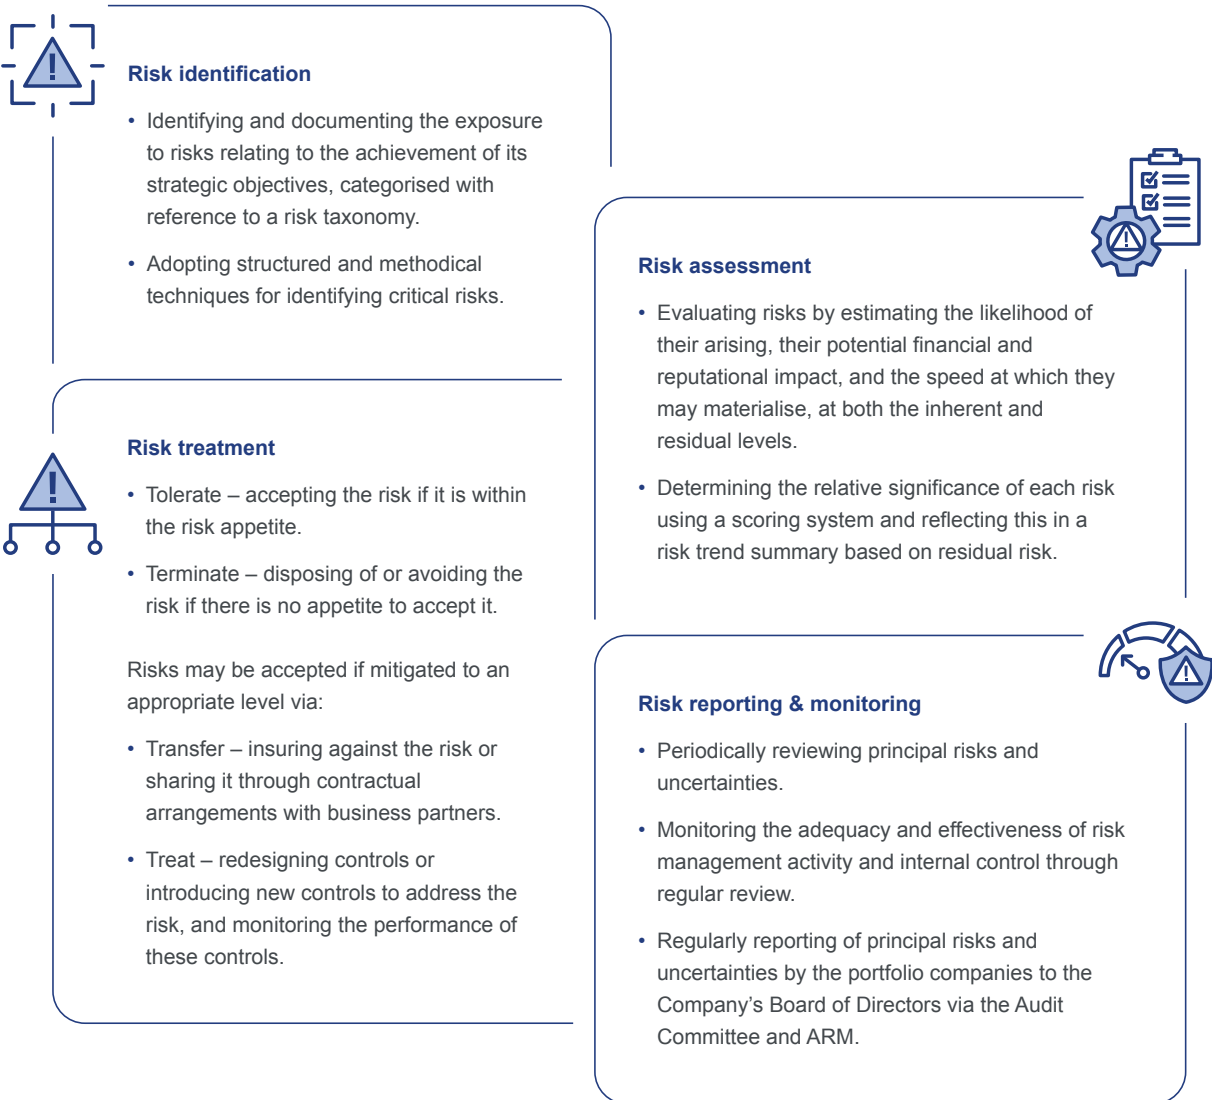 Risk identification
• Identifying and documenting the exposure
to risks relating to the achievement of its
strategic objectives, categorised with
reference to a risk taxonomy.
• Adopting structured and methodical
techniques for identifying critical risks.
Risk assessment
• Evaluating risks by estimating the likelihood of
their arising, their potential financial and
reputational impact, and the speed at which they
may materialise, at both the inherent and
residual levels.
• Determining the relative significance of each risk
using a scoring system and reflecting this in a
risk trend summary based on residual risk.
Risk treatment
• Tolerate – accepting the risk if it is within
the risk appetite.
• Terminate – disposing of or avoiding the
risk if there is no appetite to accept it.
Risks may be accepted if mitigated to an
appropriate level via:
• Transfer – insuring against the risk or
sharing it through contractual
arrangements with business partners.
• Treat – redesigning controls or
introducing new controls to address the
risk, and monitoring the performance of
these controls.
Risk reporting & monitoring
• Periodically reviewing principal risks and
uncertainties.
• Monitoring the adequacy and effectiveness of risk
management activity and internal control through
regular review.
• Regularly reporting of principal risks and
uncertainties by the portfolio companies to the
Company’s Board of Directors via the Audit
Committee and ARM.